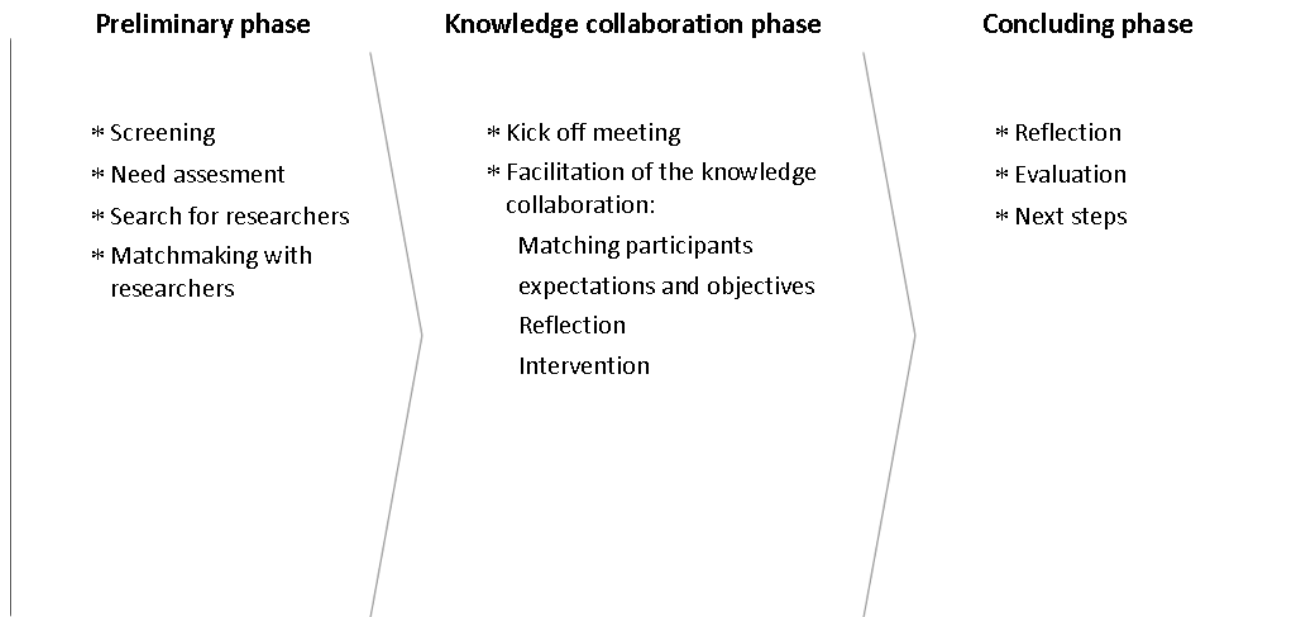 Preliminary phase
* Screening
* Need assesment
* Search for researchers
* Matchmaking with
researchers
Knowledge collaboration phase
* Kick off meeting
* Facilitation of the knowledge
collaboration:
Matching participants
expectations and objectives
Reflection
Intervention
Concluding phase
* Reflection
* Evaluation
* Next steps